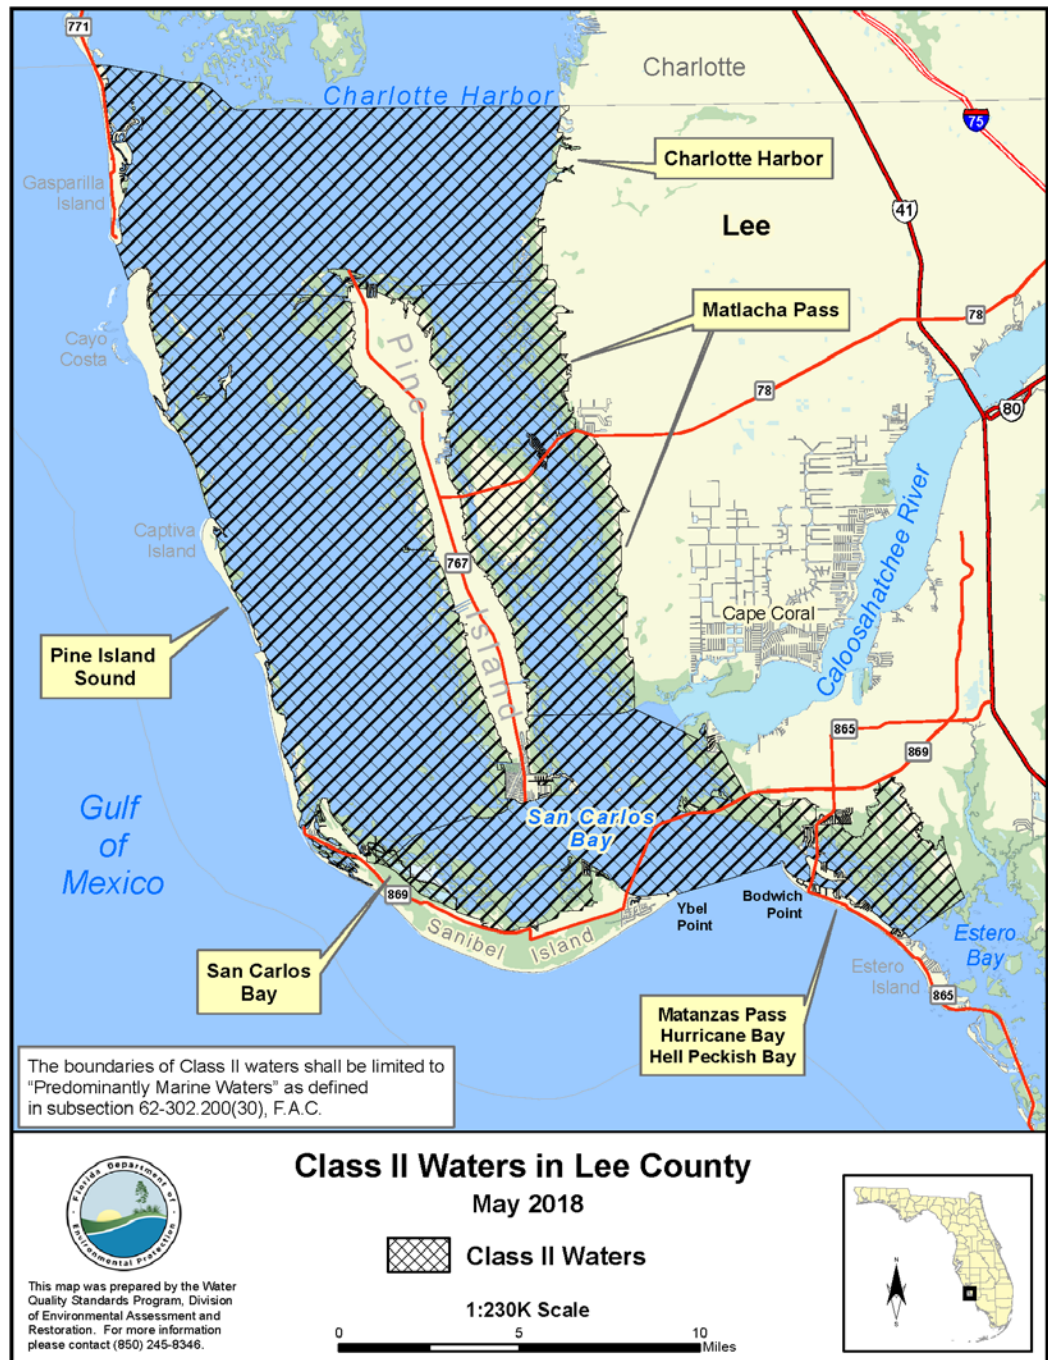 771
Charlotte Harbor
Charlotte
75
Charlotte Harbor
Gasparilla
Island
41
Lee
Matlacha Pass
78
Cayo
Costa
Pine
78
80
Captiva
Island
767
Island
Cape Coral
Caloosahatchee River
Pine Island
Sound
865
869
Gulf
of
Mexico
San Carlos
Bay
869
Sanibel Island
Ybel
Point
Bodwich
Point
Estero
Bay
Estero
Island
865
San Carlos
Bay
Matanzas Pass
Hurricane Bay
Hell Peckish Bay
The boundaries of Class II waters shall be limited to
“Predominantly Marine Waters” as defined
in subsection 62-302.200(30), F.A.C.
Florida Department of
Environmental Protection
This map was prepared by the Water
Quality Standards Program, Division
of Environmental Assessment and
Restoration. For more information
please contact (850) 245-8346.
Class II Waters in Lee County
May 2018
Class II Waters
1:230K Scale
0 5 10
Miles
N
S